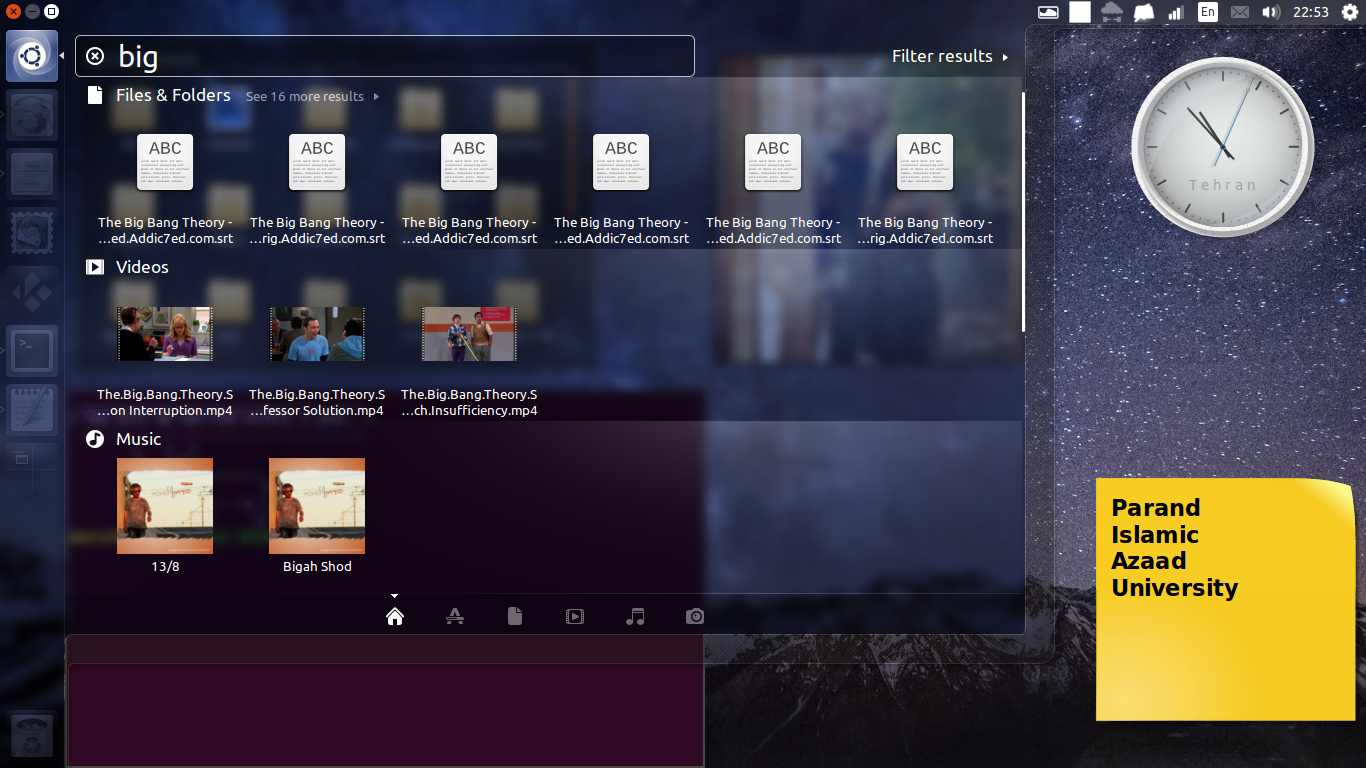 En
22:53
big
Filter results
Files & Folders See 16 more results
ABC ABC ABC ABC ABC ABC
The Big Bang Theory - The Big Bang Theory - The Big Bang Theory - The Big Bang Theory - The Big Bang Theory - The Big Bang Theory -
...ed.Addic7ed.com.srt ...rig.Addic7ed.com.srt ...ed.Addic7ed.com.srt ...ed.Addic7ed.com.srt ...ed.Addic7ed.com.srt ...rig.Addic7ed.com.srt
Tehran
Videos
The.Big.Bang.Theory.S The.Big.Bang.Theory.S The.Big.Bang.Theory.S
...on Interruption.mp4 ...fessor Solution.mp4 ...ch.Insufficiency.mp4
Music
13/8 Bigah Shod
Parand
Islamic
Azaad
University